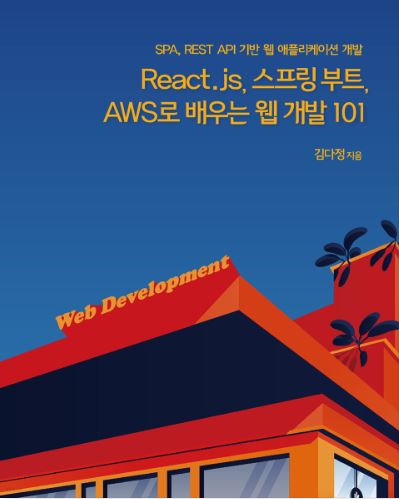 SPA, REST API 기반 웹 애플리케이션 개발
React.js, 스프링 부트,
AWS로 배우는 웹 개발 101
김다정 지음
Web Development